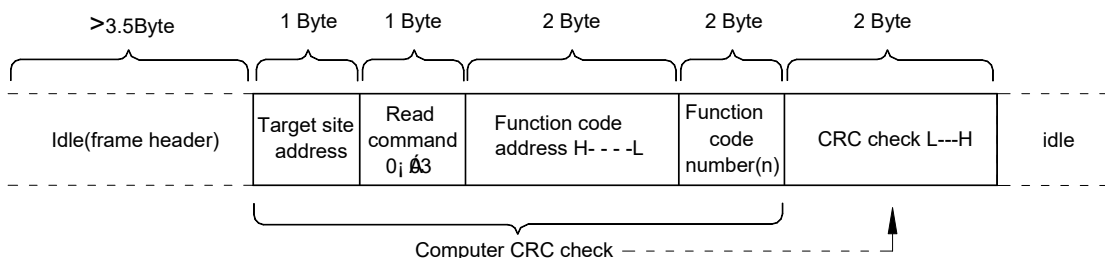 >3.5Byte
1 Byte
1 Byte
2 Byte
2 Byte
2 Byte
Idle(frame header)
Target site
address
Read
command
Function code
address H- - - -L
Function
code
number(n)
CRC check L---H
idle
Computer CRC check